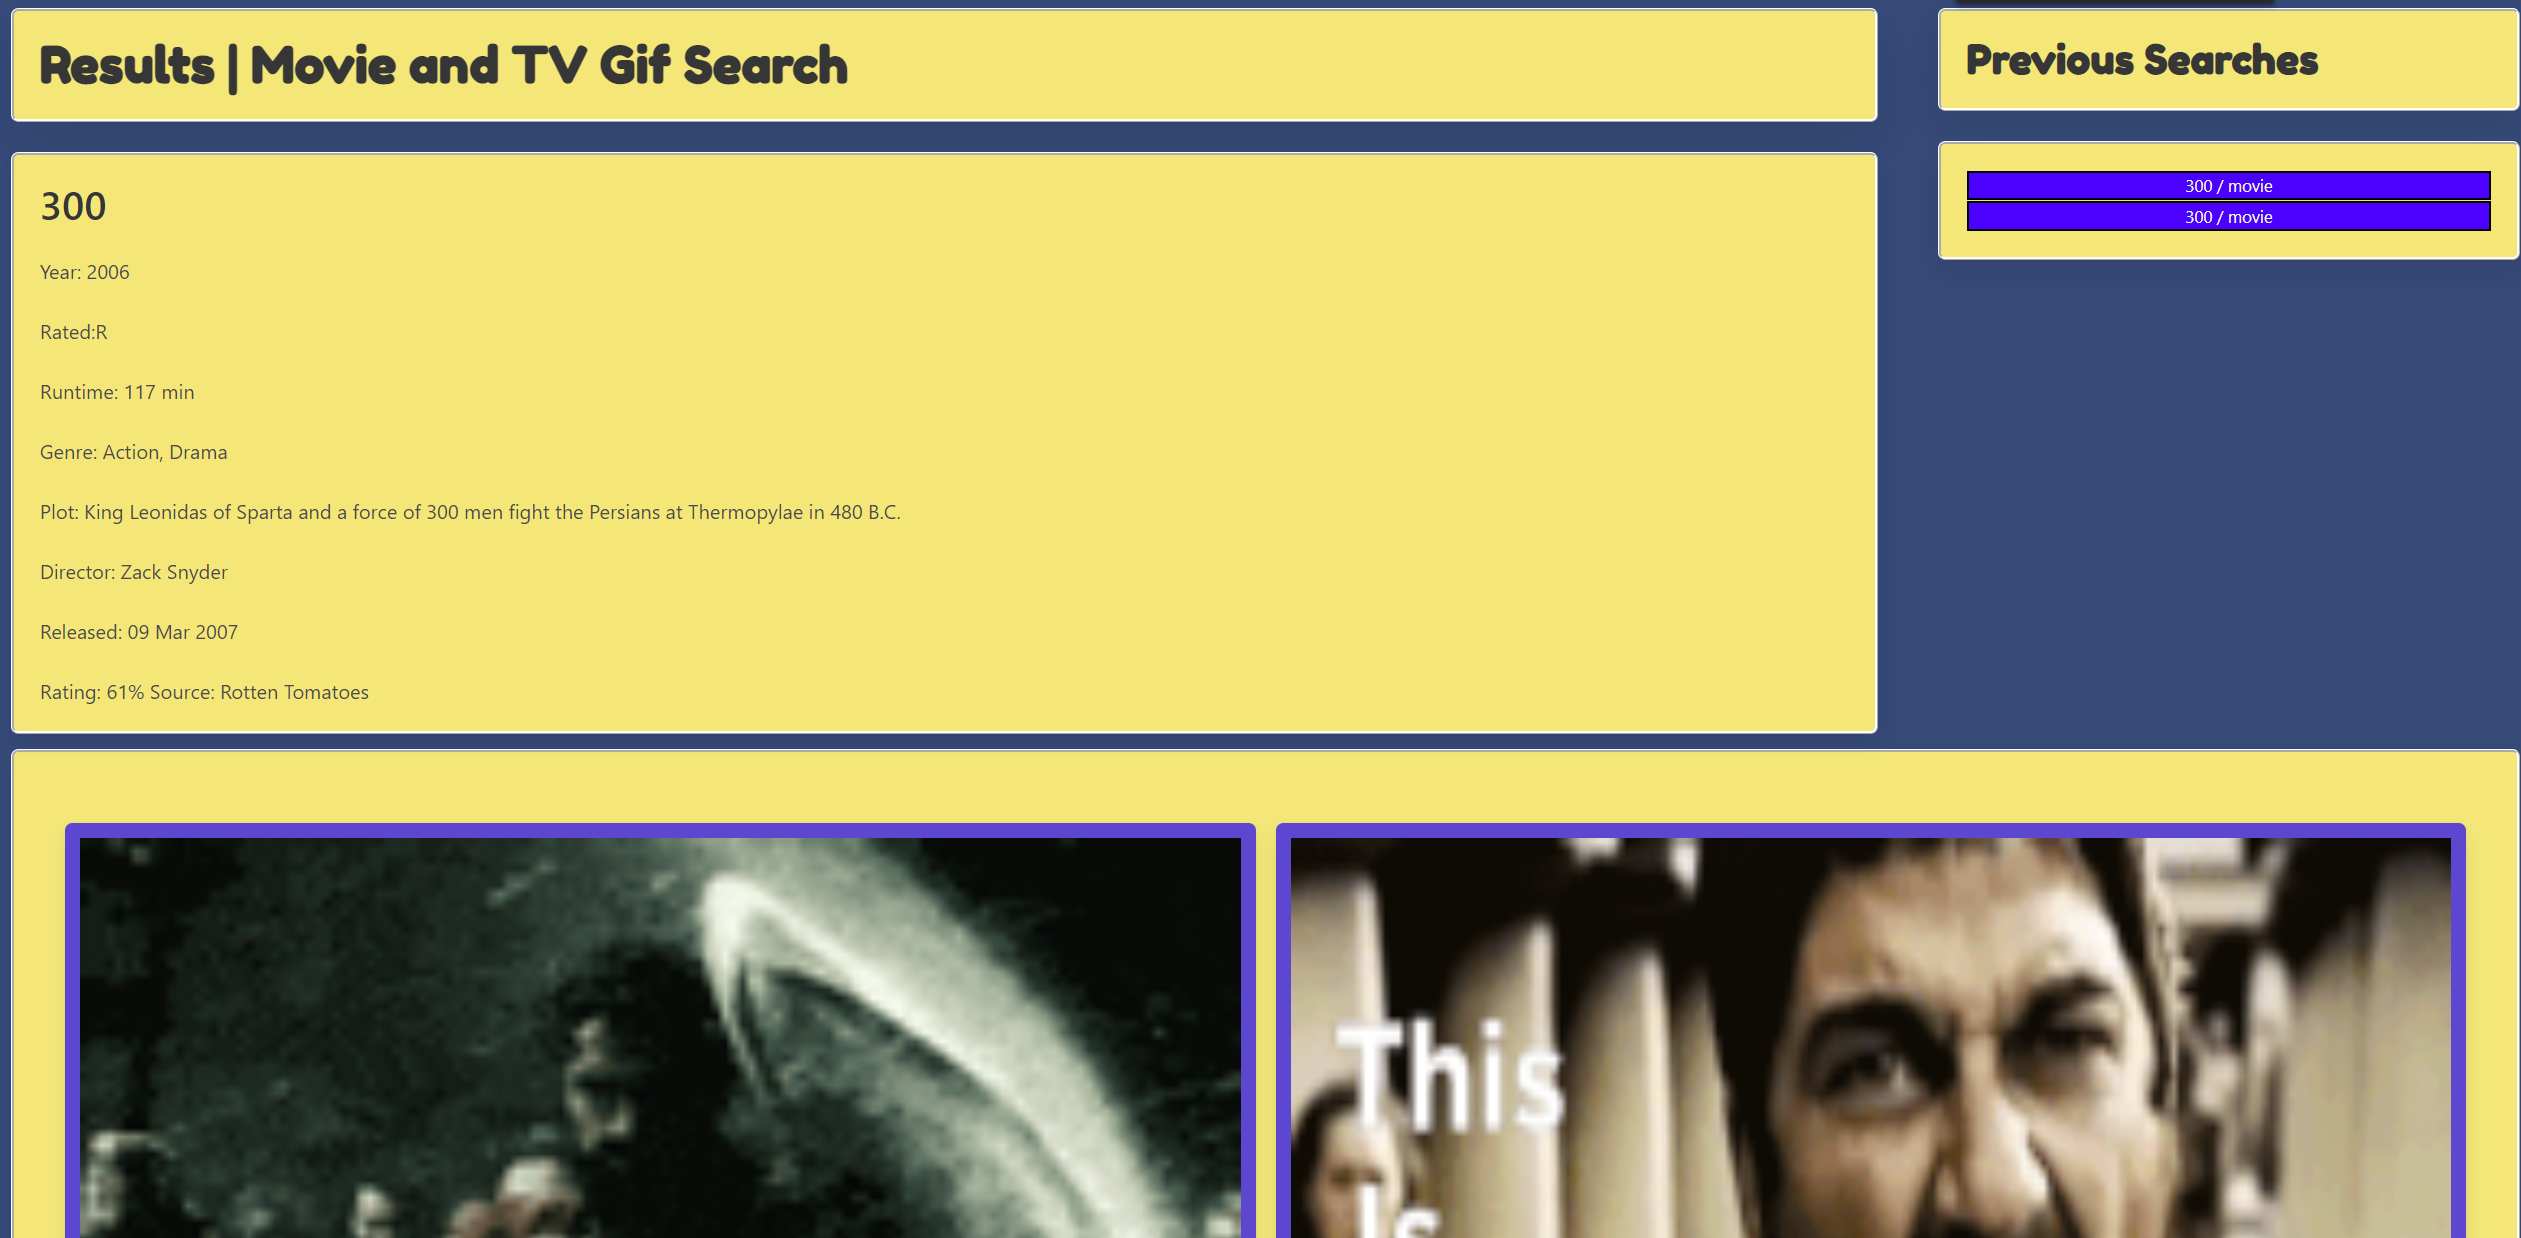 Results | Movie and TV Gif Search
Previous Searches
300
Year: 2006
Rated:R
Runtime: 117 min
Genre: Action, Drama
Plot: King Leonidas of Sparta and a force of 300 men fight the Persians at Thermopylae in 480 B.C.
Director: Zack Snyder
Released: 09 Mar 2007
Rating: 61% Source: Rotten Tomatoes
300 / movie
300 / movie
This
Is